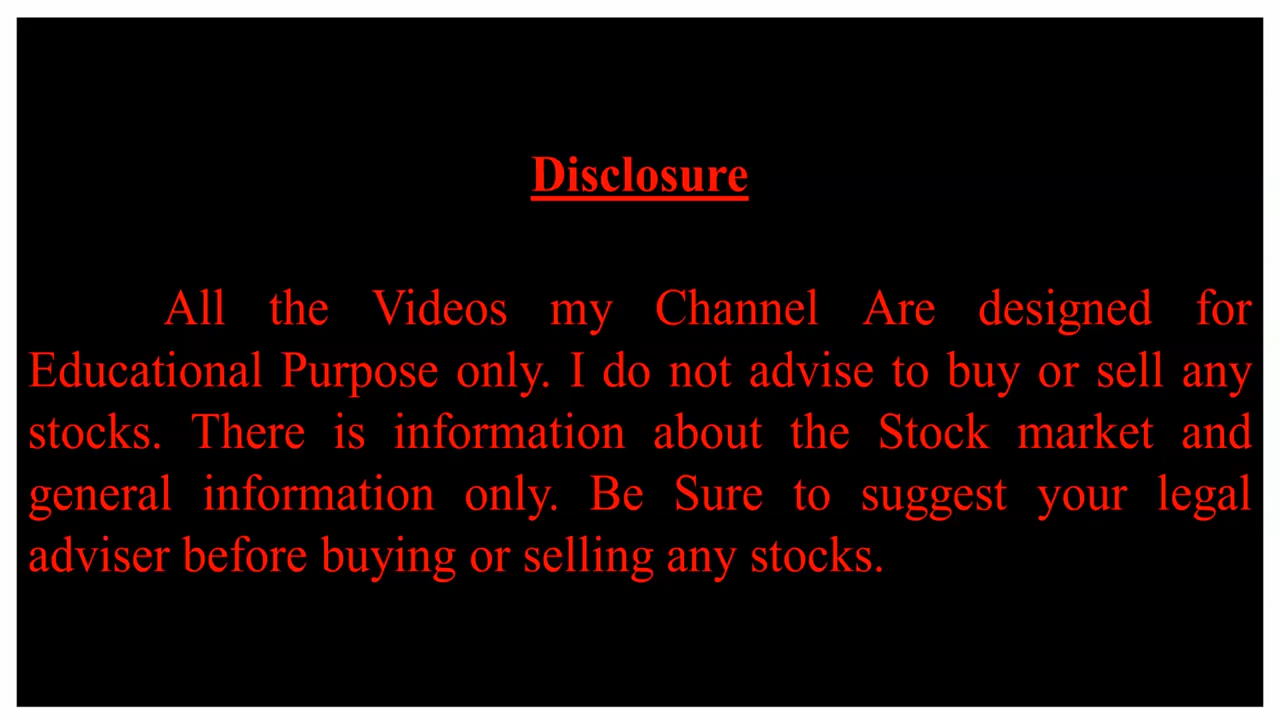 Disclosure
All the Videos my Channel Are designed for
Educational Purpose only. I do not advise to buy or sell any
stocks. There is information about the Stock market and
general information only. Be Sure to suggest your legal
adviser before buying or selling any stocks.